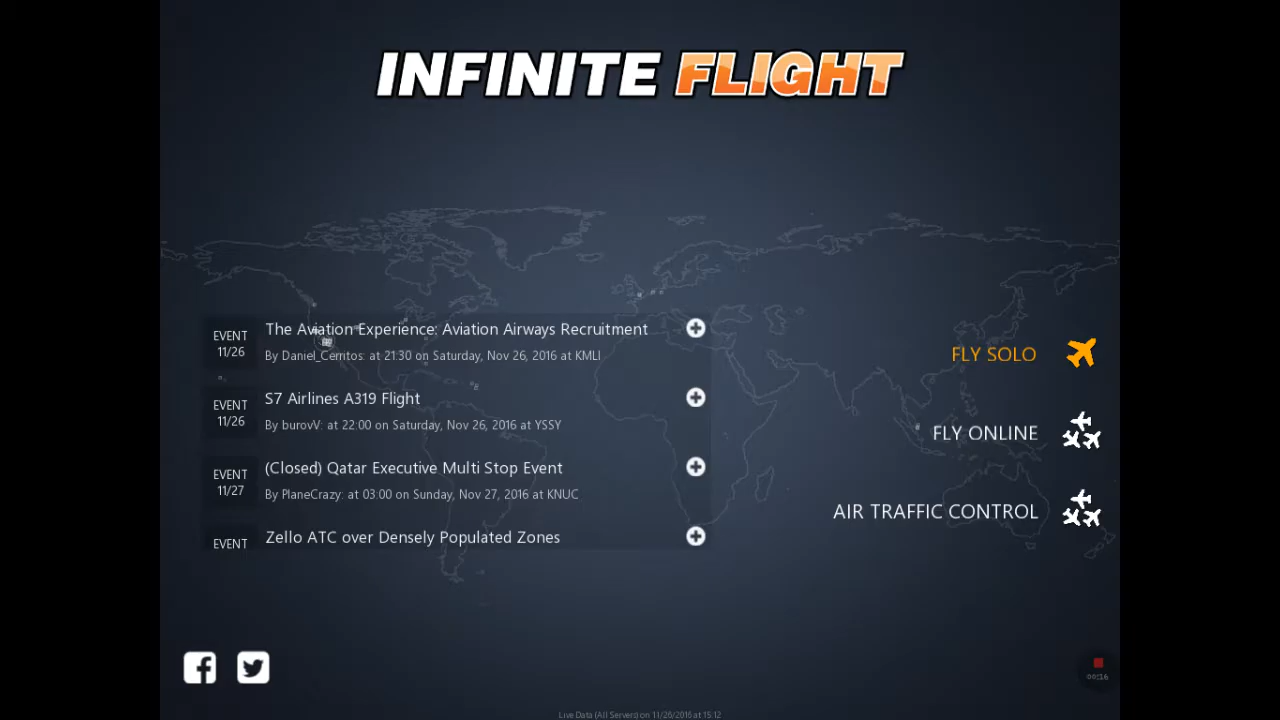 INFINITE FLIGHT
EVENT
11/26
The Aviation Experience: Aviation Airways Recruitment
By Daniel_Cerritos: at 21:30 on Saturday, Nov 26, 2016 at KMLI
EVENT
11/26
S7 Airlines A319 Flight
By burovV: at 22:00 on Saturday, Nov 26, 2016 at YSSY
EVENT
11/27
(Closed) Qatar Executive Multi Stop Event
By PlaneCrazy: at 03:00 on Sunday, Nov 27, 2016 at KNUC
EVENT
Zello ATC over Densely Populated Zones
FLY SOLO
FLY ONLINE
AIR TRAFFIC CONTROL
00:16
Live Data (All Servers) on 11/26/2016 at 15:12